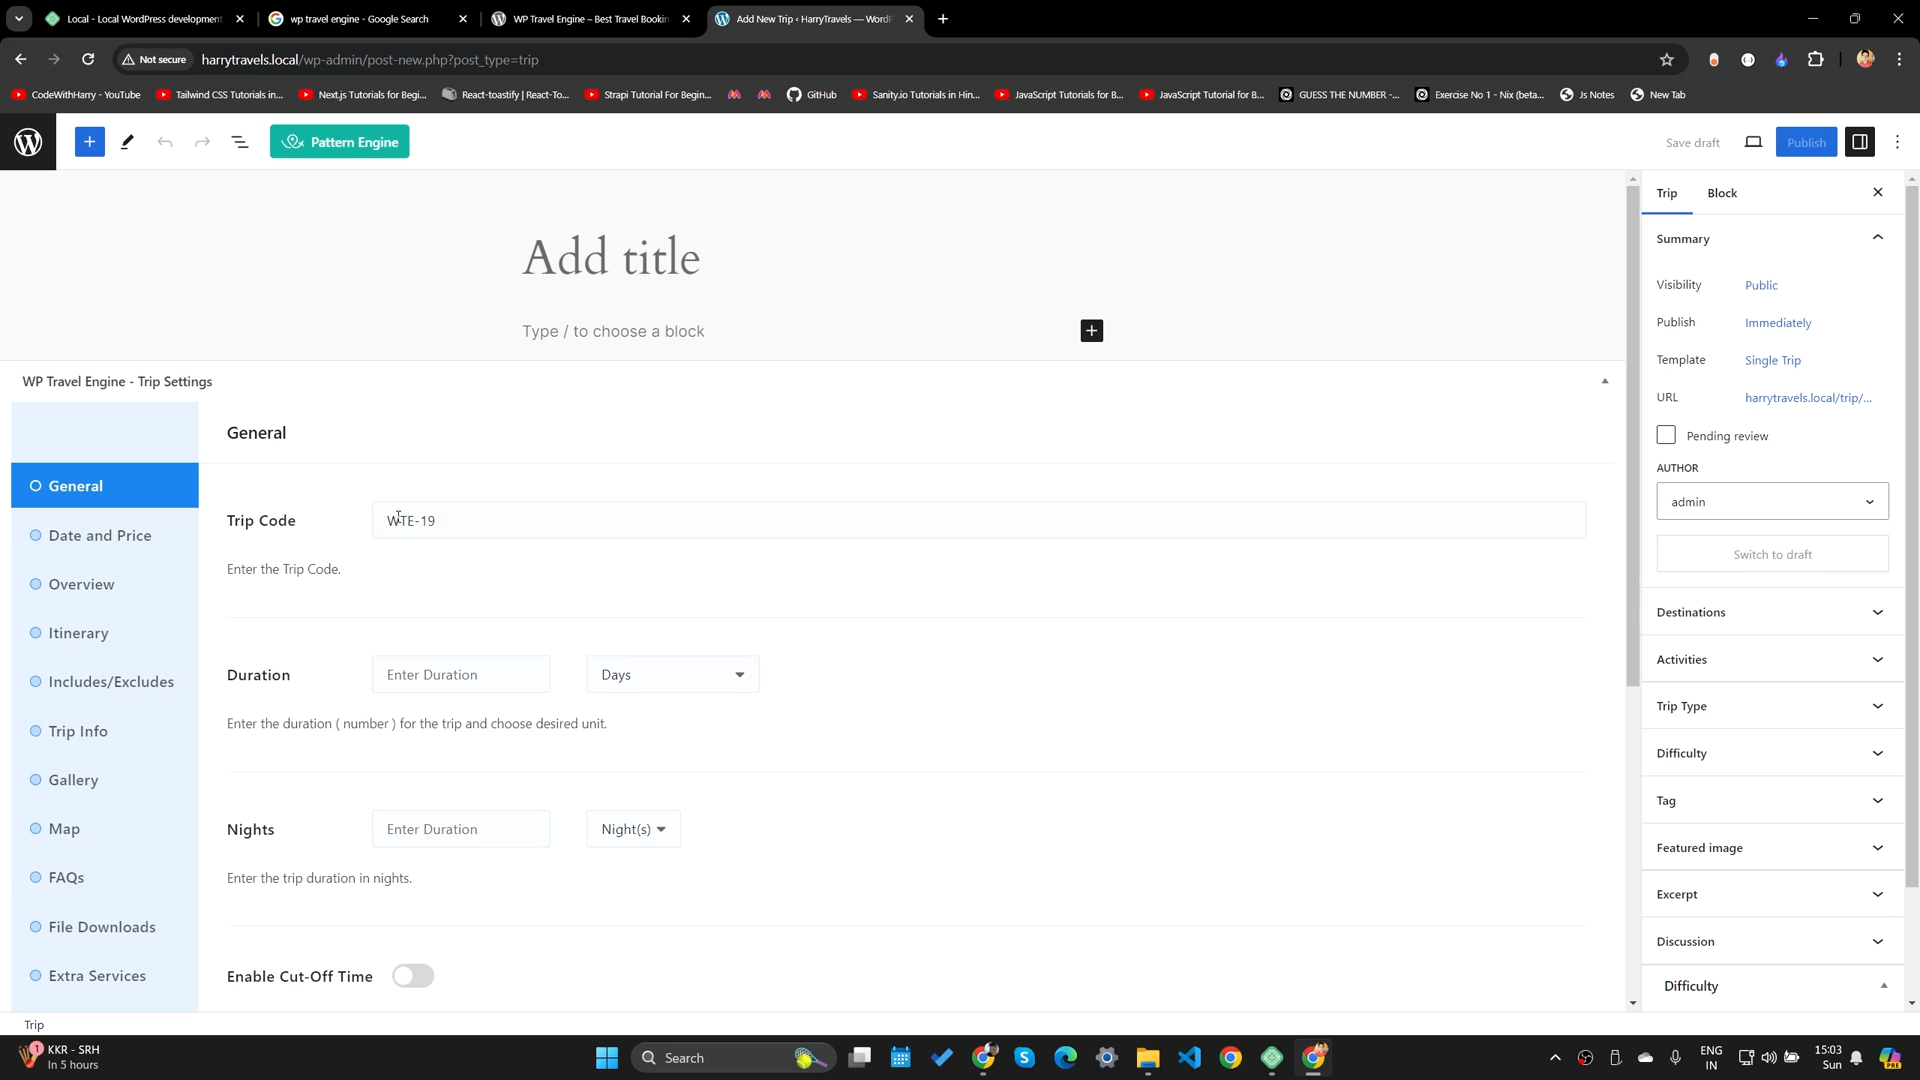 Local - Local WordPress development
wp travel engine - Google Search
WP Travel Engine – Best Travel Bookin
Add New Trip ‹ HarryTravels — WordP
Not secure
harrytravels.local/wp-admin/post-new.php?post_type=trip
CodeWithHarry - YouTube
Tailwind CSS Tutorials in...
Next.js Tutorials for Begi...
React-toastify | React-To...
Strapi Tutorial For Begin...
GitHub
Sanity.io Tutorials in Hin...
JavaScript Tutorials for B...
JavaScript Tutorial for B...
GUESS THE NUMBER -...
Exercise No 1 - Nix (beta...
Js Notes
New Tab
Pattern Engine
Save draft
Publish
Add title
Type / to choose a block
WP Travel Engine - Trip Settings
General
Date and Price
Overview
Itinerary
Includes/Excludes
Trip Info
Gallery
Map
FAQs
File Downloads
Extra Services
General
Trip Code
WTE-19
Enter the Trip Code.
Duration
Enter Duration
Days
Enter the duration ( number ) for the trip and choose desired unit.
Nights
Enter Duration
Night(s)
Enter the trip duration in nights.
Enable Cut-Off Time
Trip
Block
Summary
Visibility
Public
Publish
Immediately
Template
Single Trip
URL
harrytravels.local/trip/...
Pending review
AUTHOR
admin
Switch to draft
Destinations
Activities
Trip Type
Difficulty
Tag
Featured image
Excerpt
Discussion
Difficulty
Trip
1
KKR - SRH
In 5 hours
Search
ENG
IN
15:03
Sun
PRE